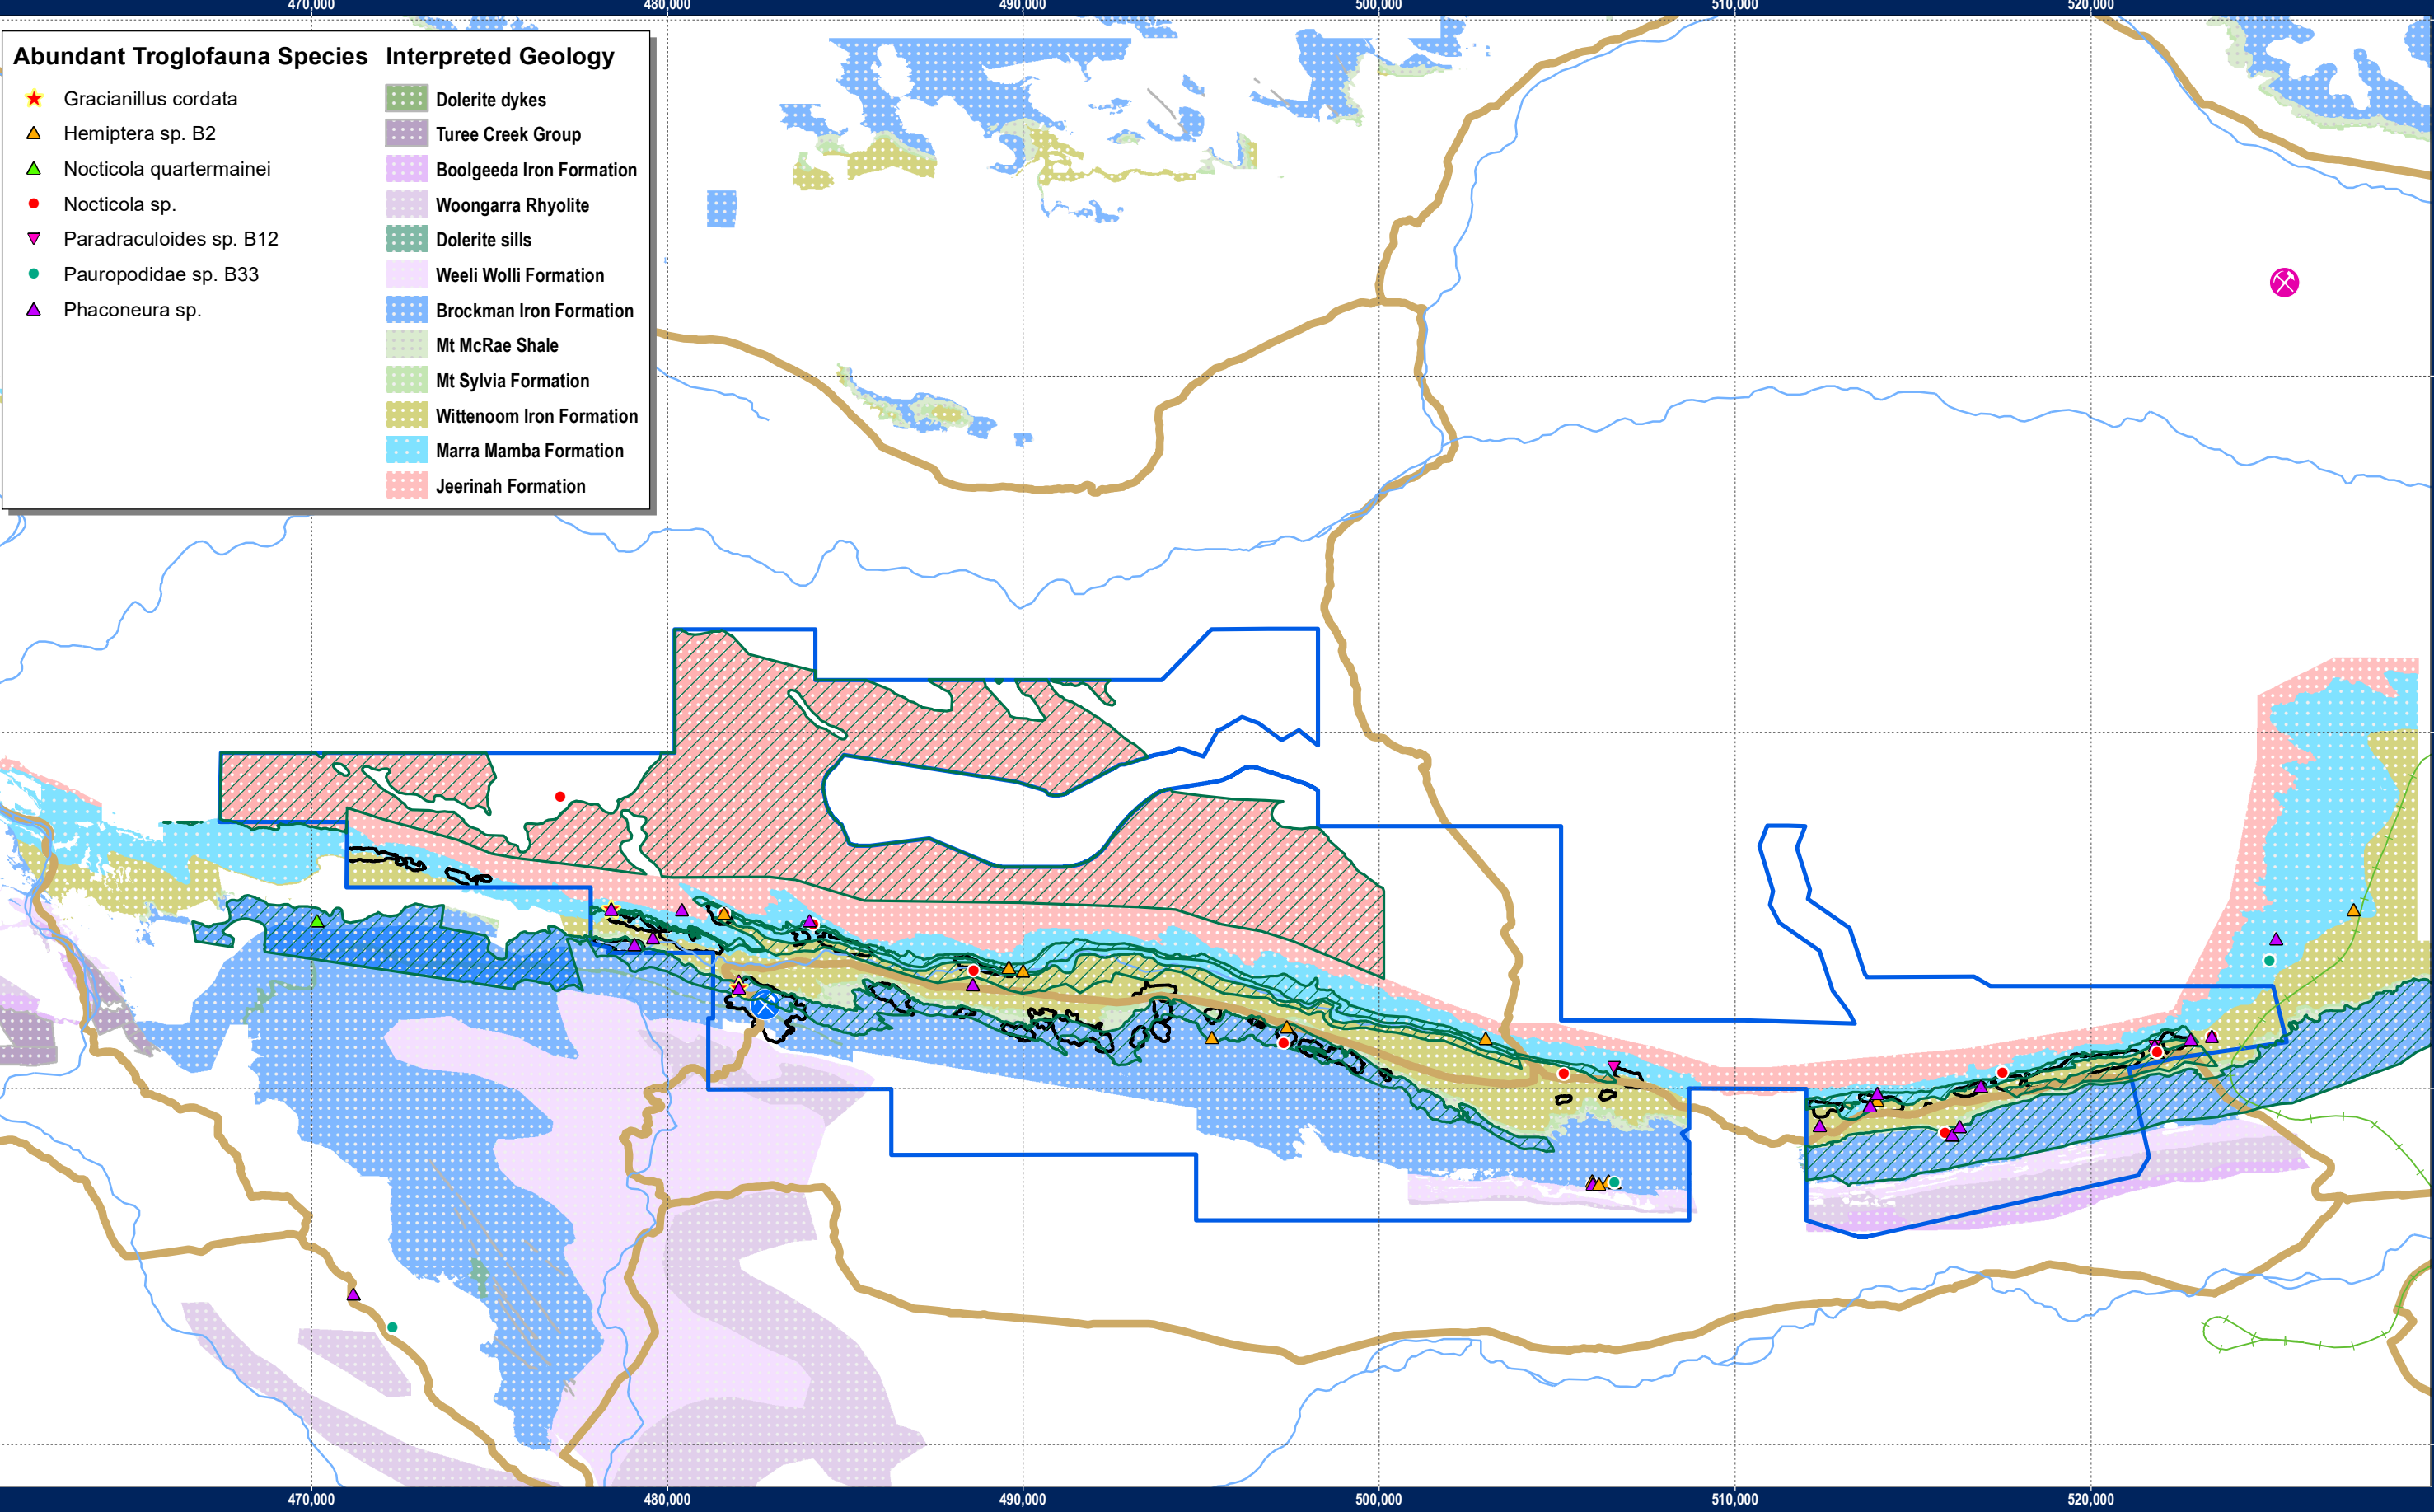 470,000 480,000 490,000 500,000 510,000 520,000
Abundant Troglofauna Species
Gracianillus cordata
Hemiptera sp. B2
Nocticola quartermainei
Nocticola sp.
Paradraculoides sp. B12
Pauropodidae sp. B33
Phaconeura sp.
Interpreted Geology
Dolerite dykes
Turee Creek Group
Boolgeeda Iron Formation
Woongarra Rhyolite
Dolerite sills
Weeli Wolli Formation
Brockman Iron Formation
Mt McRae Shale
Mt Sylvia Formation
Wittenoom Iron Formation
Marra Mamba Formation
Jeerinah Formation
470,000 480,000 490,000 500,000 510,000 520,000